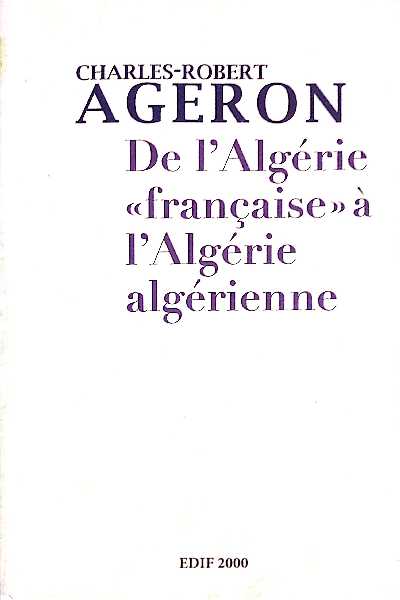 CHARLES-ROBERT
AGERON
De l'Algérie
«française» à
l'Algérie
algérienne
EDIF 2000